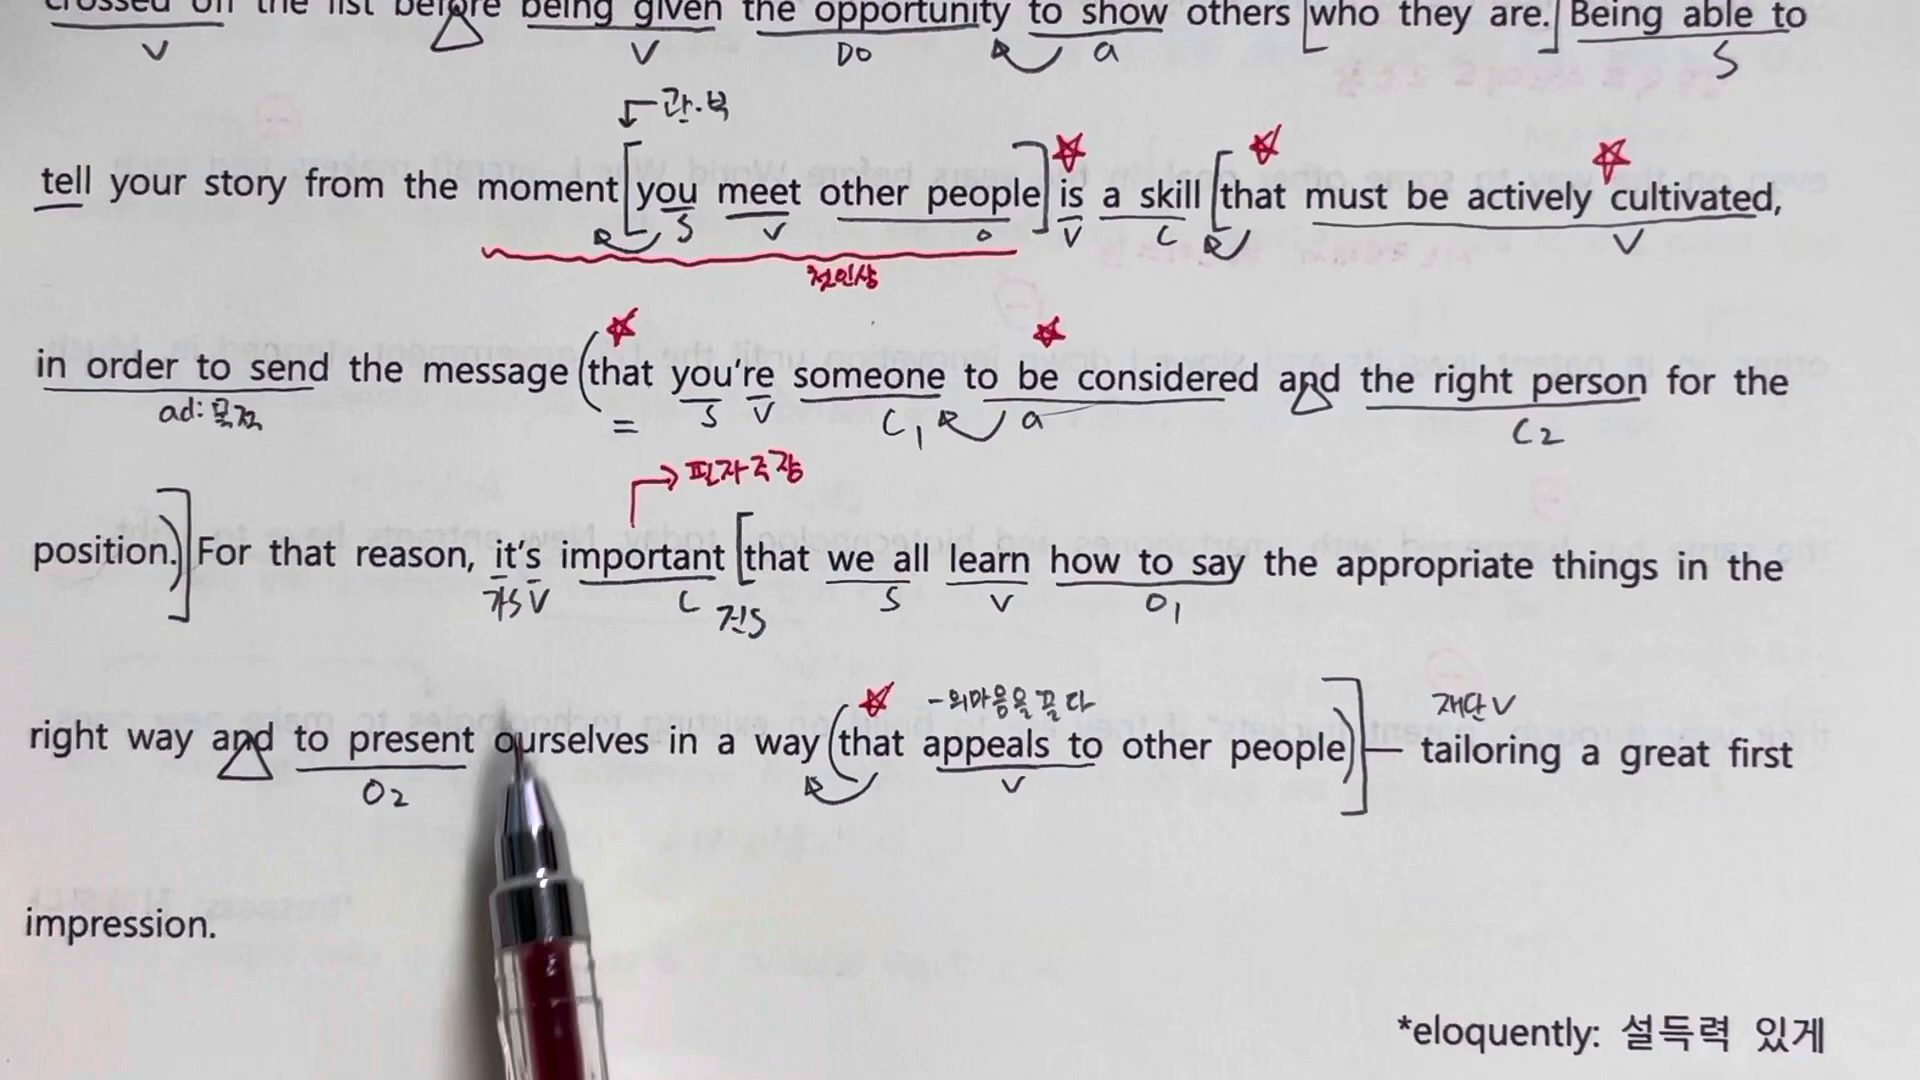 crossed off the list before being given the opportunity to show others [who they are.] Being able to
V V DO a S
관.부
tell your story from the moment [you meet other people] is a skill [that must be actively cultivated,
S V o V C V
첫인상
in order to send the message (that you're someone to be considered and the right person for the
ad: 목적 = S V C1 a C2
필자주장
position.)] For that reason, it's important [that we all learn how to say the appropriate things in the
가S V C 진S S V O1
-의마음을 끌다 재단V
right way and to present ourselves in a way (that appeals to other people)] — tailoring a great first
O2 V
impression.
*eloquently: 설득력 있게